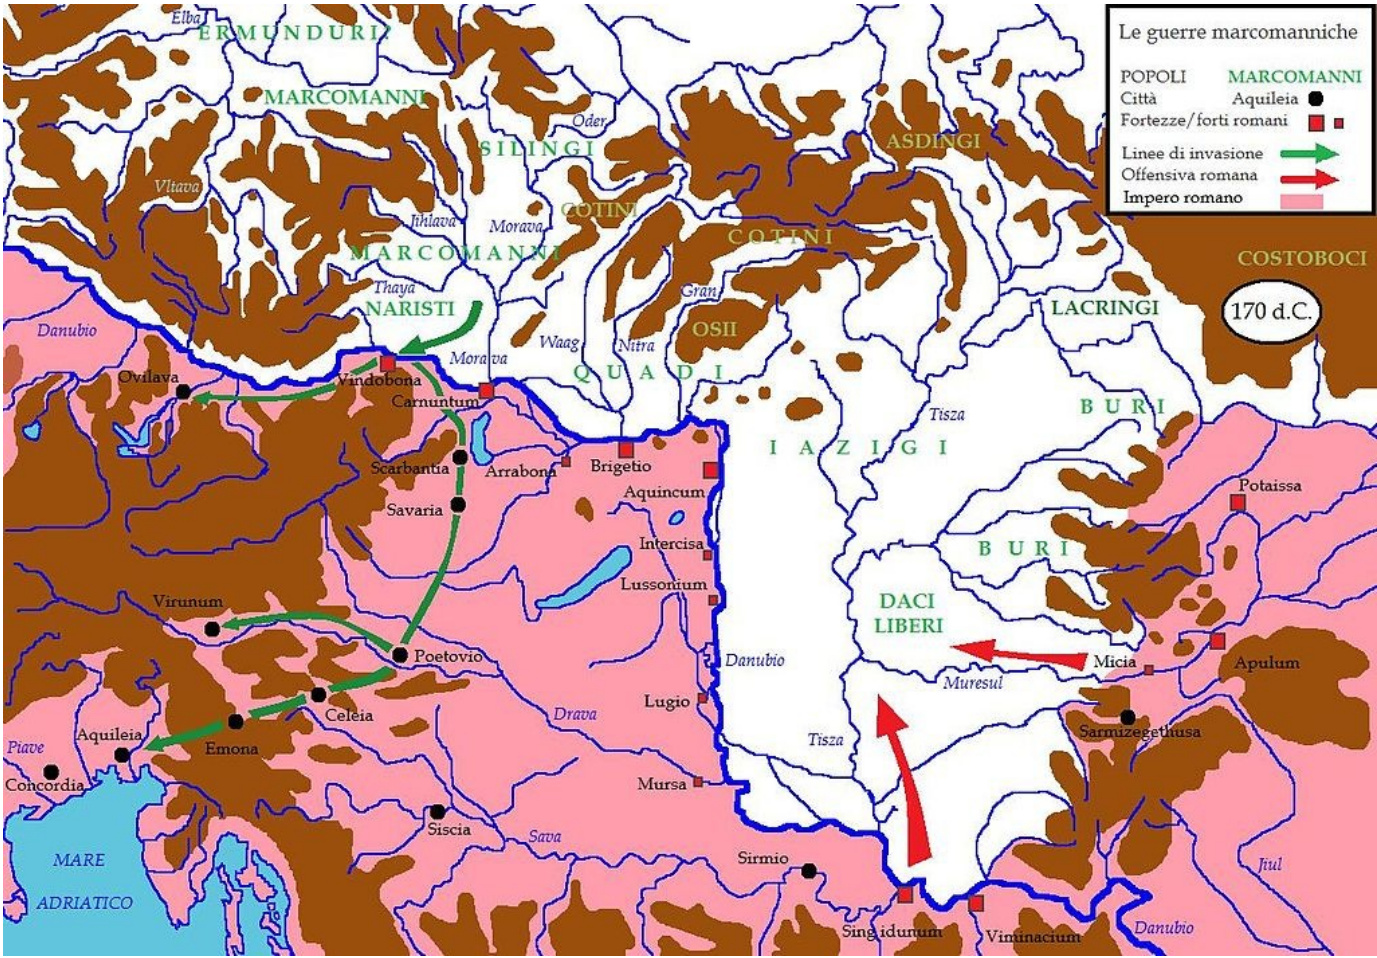 Le guerre marcomanniche
POPOLI MARCOMANNI
Città Aquileia
Fortezze/forti romani
Linee di invasione
Offensiva romana
Impero romano
170 d.C.
Elba
ERMUNDURI?
MARCOMANNI
Oder
SILINGI
ASDINGI
Vltava
Jihlava
Morava
COTINI
COTINI
MARCOMANNI
COSTOBOCI
Thaya
NARISTI
Gran
LACRINGI
OSII
Danubio
Waag
Nitra
Morava
QUADI
Ovilava
Vindobona
Carnuntum
Tisza
BURI
IAZIGI
Scarbantia
Arrabona
Brigetio
Aquincum
Potaissa
Savaria
Intercisa
BURI
Lussonium
Virunum
DACI
LIBERI
Poetovio
Danubio
Micia
Apulum
Muresul
Lugio
Celeia
Drava
Emona
Aquileia
Piave
Concordia
Tisza
Sarmizegethusa
Mursa
Siscia
Sava
Sirmio
MARE
ADRIATICO
Jiul
Sing idunum
Viminacium
Danubio